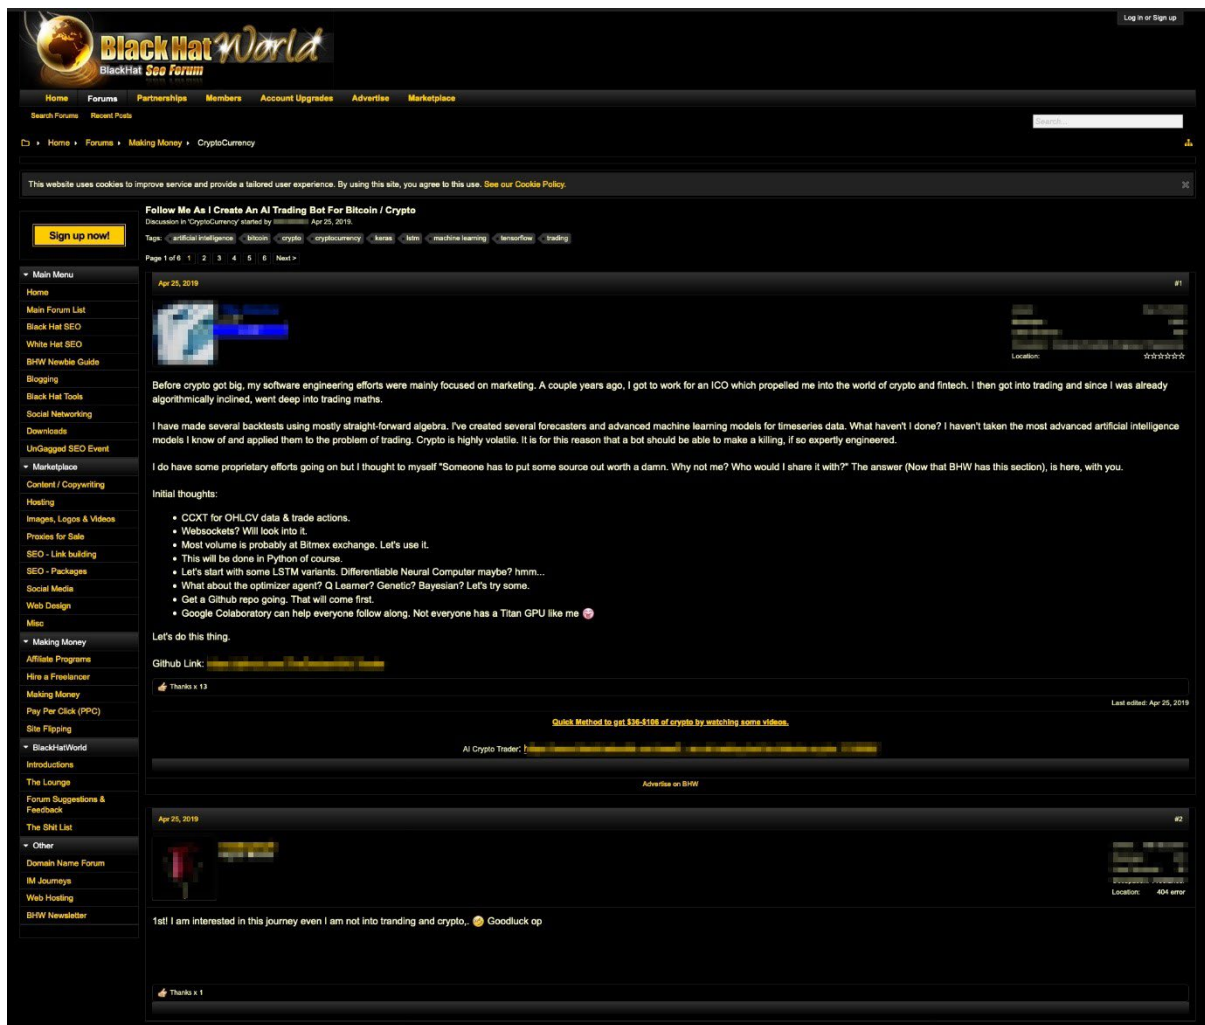 Log in or Sign up
BlackHat World
BlackHat Seo Forum
Home Forums Partnerships Members Account Upgrades Advertise Marketplace
Search Forums Recent Posts
Search...
Home Forums Making Money CryptoCurrency
This website uses cookies to improve service and provide a tailored user experience. By using this site, you agree to this use. See our Cookie Policy.
Sign up now!
Follow Me As I Create An AI Trading Bot For Bitcoin / Crypto
Discussion in 'CryptoCurrency' started by Apr 25, 2019.
Tags: artificial intelligence bitcoin crypto cryptocurrency keras lstm machine learning tensorflow trading
Page 1 of 6 1 2 3 4 5 6 Next >
Main Menu
Home
Main Forum List
Black Hat SEO
White Hat SEO
BHW Newbie Guide
Blogging
Black Hat Tools
Social Networking
Downloads
UnGagged SEO Event
Marketplace
Content / Copywriting
Hosting
Images, Logos & Videos
Proxies for Sale
SEO - Link building
SEO - Packages
Social Media
Web Design
Misc
Making Money
Affiliate Programs
Hire a Freelancer
Making Money
Pay Per Click (PPC)
Site Flipping
BlackHatWorld
Introductions
The Lounge
Forum Suggestions &
Feedback
The Shit List
Other
Domain Name Forum
IM Journeys
Web Hosting
BHW Newsletter
Apr 25, 2019 #1
Location: ☆☆☆☆☆☆
Before crypto got big, my software engineering efforts were mainly focused on marketing. A couple years ago, I got to work for an ICO which propelled me into the world of crypto and fintech. I then got into trading and since I was already
algorithmically inclined, went deep into trading maths.
I have made several backtests using mostly straight-forward algebra. I've created several forecasters and advanced machine learning models for timeseries data. What haven't I done? I haven't taken the most advanced artificial intelligence
models I know of and applied them to the problem of trading. Crypto is highly volatile. It is for this reason that a bot should be able to make a killing, if so expertly engineered.
I do have some proprietary efforts going on but I thought to myself "Someone has to put some source out worth a damn. Why not me? Who would I share it with?" The answer (Now that BHW has this section), is here, with you.
Initial thoughts:
• CCXT for OHLCV data & trade actions.
• Websockets? Will look into it.
• Most volume is probably at Bitmex exchange. Let's use it.
• This will be done in Python of course.
• Let's start with some LSTM variants. Differentiable Neural Computer maybe? hmm...
• What about the optimizer agent? Q Learner? Genetic? Bayesian? Let's try some.
• Get a Github repo going. That will come first.
• Google Colaboratory can help everyone follow along. Not everyone has a Titan GPU like me
Let's do this thing.
Github Link:
Thanks x 13
Last edited: Apr 25, 2019
Quick Method to get $36-$106 of crypto by watching some videos.
AI Crypto Trader:
Advertise on BHW
Apr 25, 2019 #2
Location: 404 error
1st! I am interested in this journey even I am not into tranding and crypto,. Goodluck op
Thanks x 1